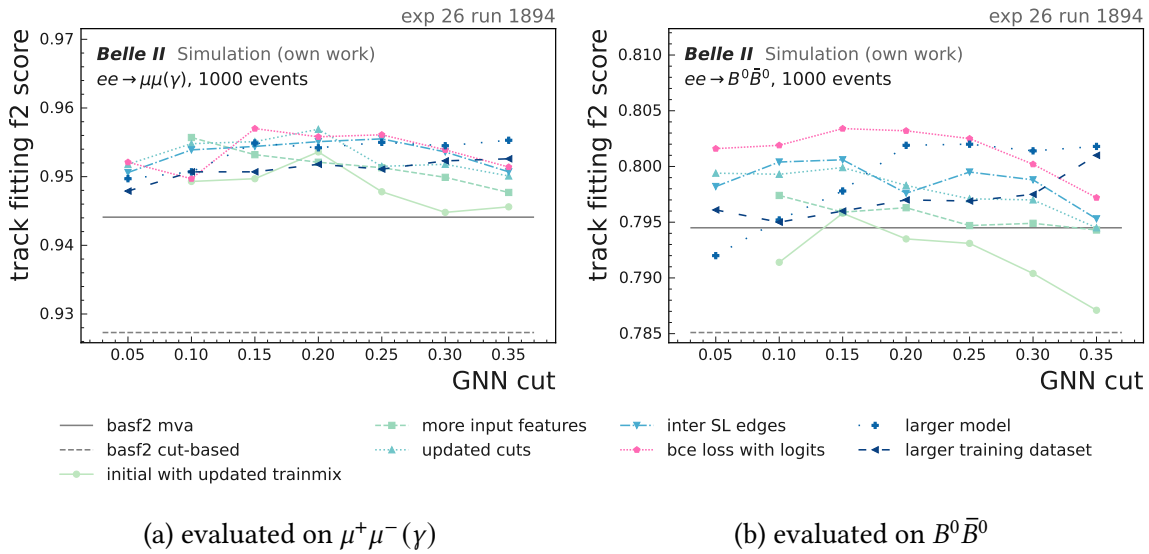 exp 26 run 1894
Belle II Simulation (own work)
ee→μμ(γ), 1000 events
track fitting f2 score
0.97
0.96
0.95
0.94
0.93
0.05 0.10 0.15 0.20 0.25 0.30 0.35
GNN cut
exp 26 run 1894
Belle II Simulation (own work)
ee→B⁰B̄⁰, 1000 events
track fitting f2 score
0.810
0.805
0.800
0.795
0.790
0.785
0.05 0.10 0.15 0.20 0.25 0.30 0.35
GNN cut
basf2 mva
basf2 cut-based
initial with updated trainmix
more input features
updated cuts
inter SL edges
bce loss with logits
larger model
larger training dataset
(a) evaluated on μ⁺μ⁻(γ)
(b) evaluated on B⁰B̄⁰